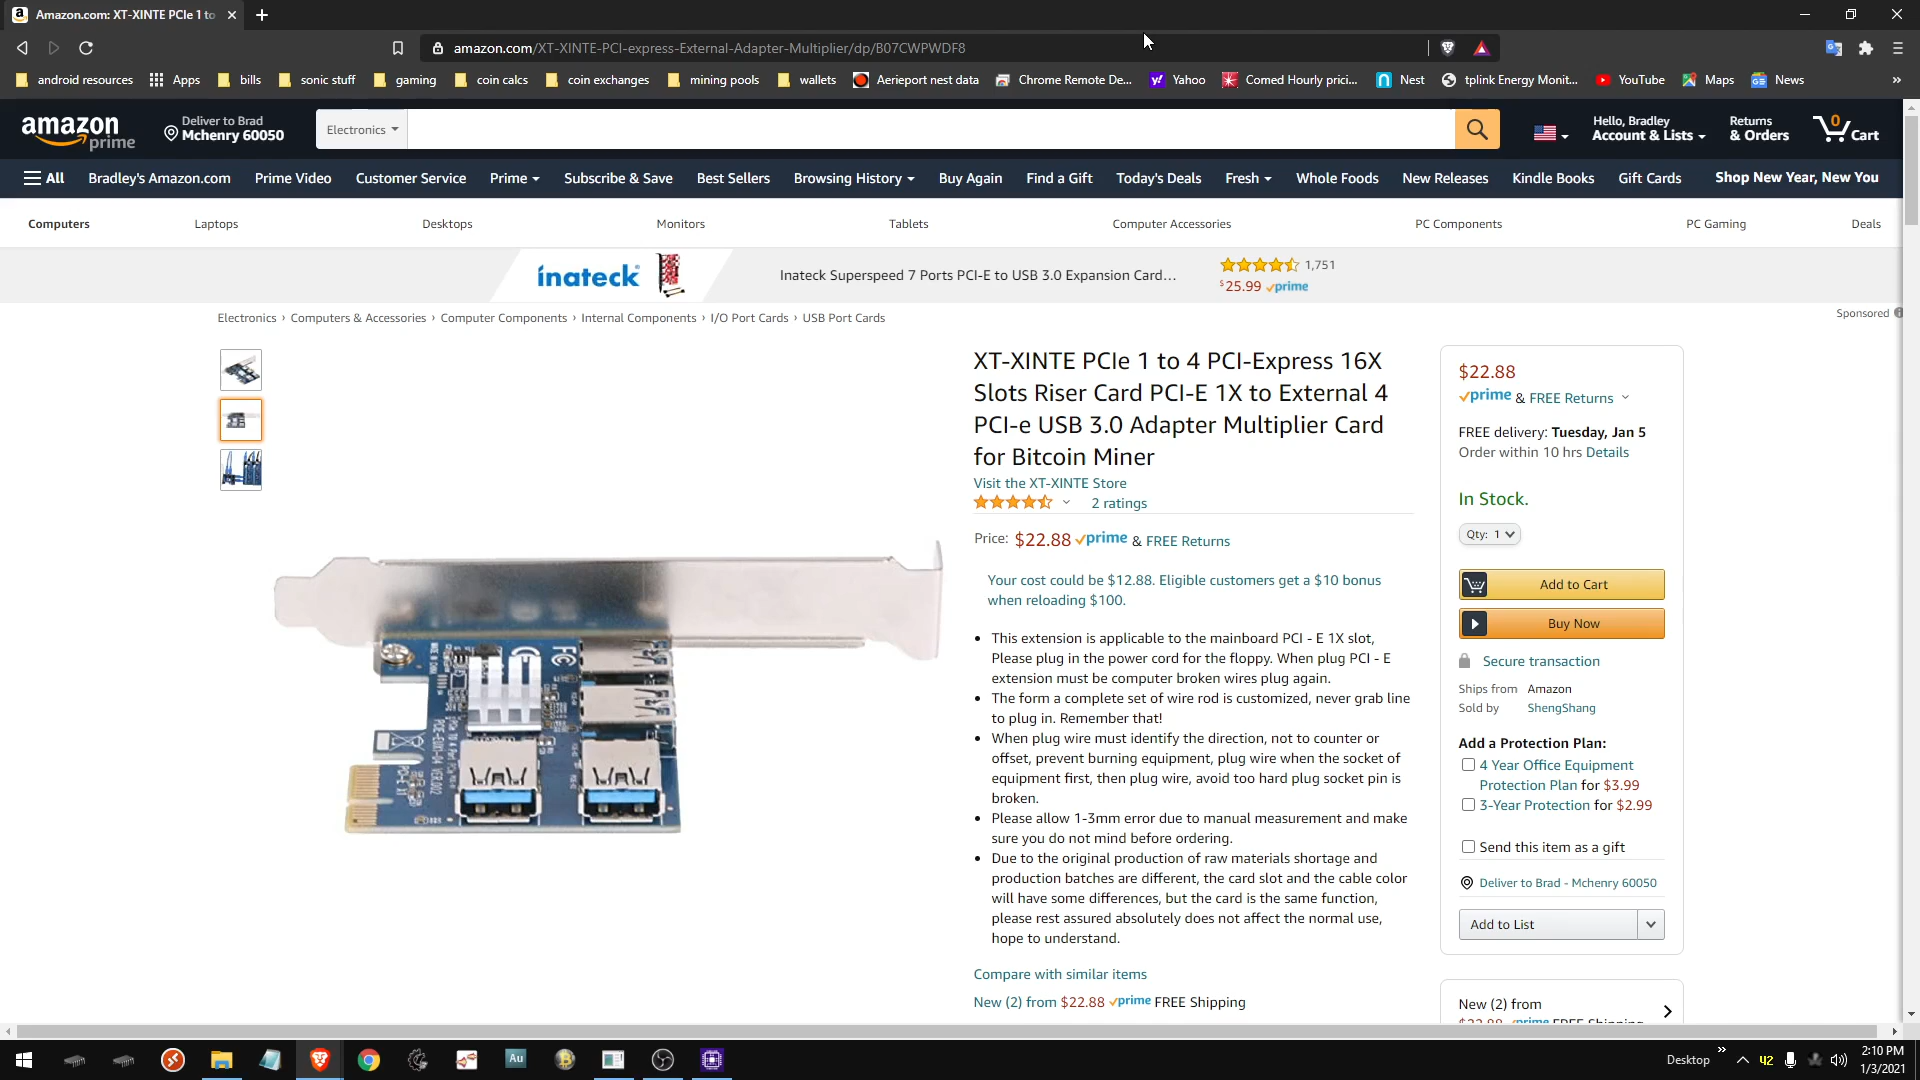 Amazon.com: XT-XINTE PCIe 1 to
amazon.com/XT-XINTE-PCI-express-External-Adapter-Multiplier/dp/B07CWPWDF8
android resources Apps bills sonic stuff gaming coin calcs coin exchanges mining pools wallets Aerieport nest data Chrome Remote De... Yahoo Comed Hourly prici... Nest tplink Energy Monit... YouTube Maps News »
amazon prime
Deliver to Brad
Mchenry 60050
Electronics
Hello, Bradley
Account & Lists
Returns
& Orders
0
Cart
All Bradley's Amazon.com Prime Video Customer Service Prime Subscribe & Save Best Sellers Browsing History Buy Again Find a Gift Today's Deals Fresh Whole Foods New Releases Kindle Books Gift Cards Shop New Year, New You
Computers Laptops Desktops Monitors Tablets Computer Accessories PC Components PC Gaming Deals
inateck
Inateck Superspeed 7 Ports PCI-E to USB 3.0 Expansion Card...
1,751
$25.99 prime
Sponsored
Electronics › Computers & Accessories › Computer Components › Internal Components › I/O Port Cards › USB Port Cards
XT-XINTE PCIe 1 to 4 PCI-Express 16X
Slots Riser Card PCI-E 1X to External 4
PCI-e USB 3.0 Adapter Multiplier Card
for Bitcoin Miner
Visit the XT-XINTE Store
2 ratings
Price: $22.88 prime & FREE Returns
Your cost could be $12.88. Eligible customers get a $10 bonus
when reloading $100.
• This extension is applicable to the mainboard PCI - E 1X slot,
Please plug in the power cord for the floppy. When plug PCI - E
extension must be computer broken wires plug again.
• The form a complete set of wire rod is customized, never grab line
to plug in. Remember that!
• When plug wire must identify the direction, not to counter or
offset, prevent burning equipment, plug wire when the socket of
equipment first, then plug wire, avoid too hard plug socket pin is
broken.
• Please allow 1-3mm error due to manual measurement and make
sure you do not mind before ordering.
• Due to the original production of raw materials shortage and
production batches are different, the card slot and the cable color
will have some differences, but the card is the same function,
please rest assured absolutely does not affect the normal use,
hope to understand.
Compare with similar items
New (2) from $22.88 prime FREE Shipping
$22.88
prime & FREE Returns
FREE delivery: Tuesday, Jan 5
Order within 10 hrs Details
In Stock.
Qty: 1
Add to Cart
Buy Now
Secure transaction
Ships from Amazon
Sold by ShengShang
Add a Protection Plan:
4 Year Office Equipment
Protection Plan for $3.99
3-Year Protection for $2.99
Send this item as a gift
Deliver to Brad - Mchenry 60050
Add to List
New (2) from
$22.88 prime FREE Shipping
FC
Au
Desktop » 42
2:10 PM
1/3/2021